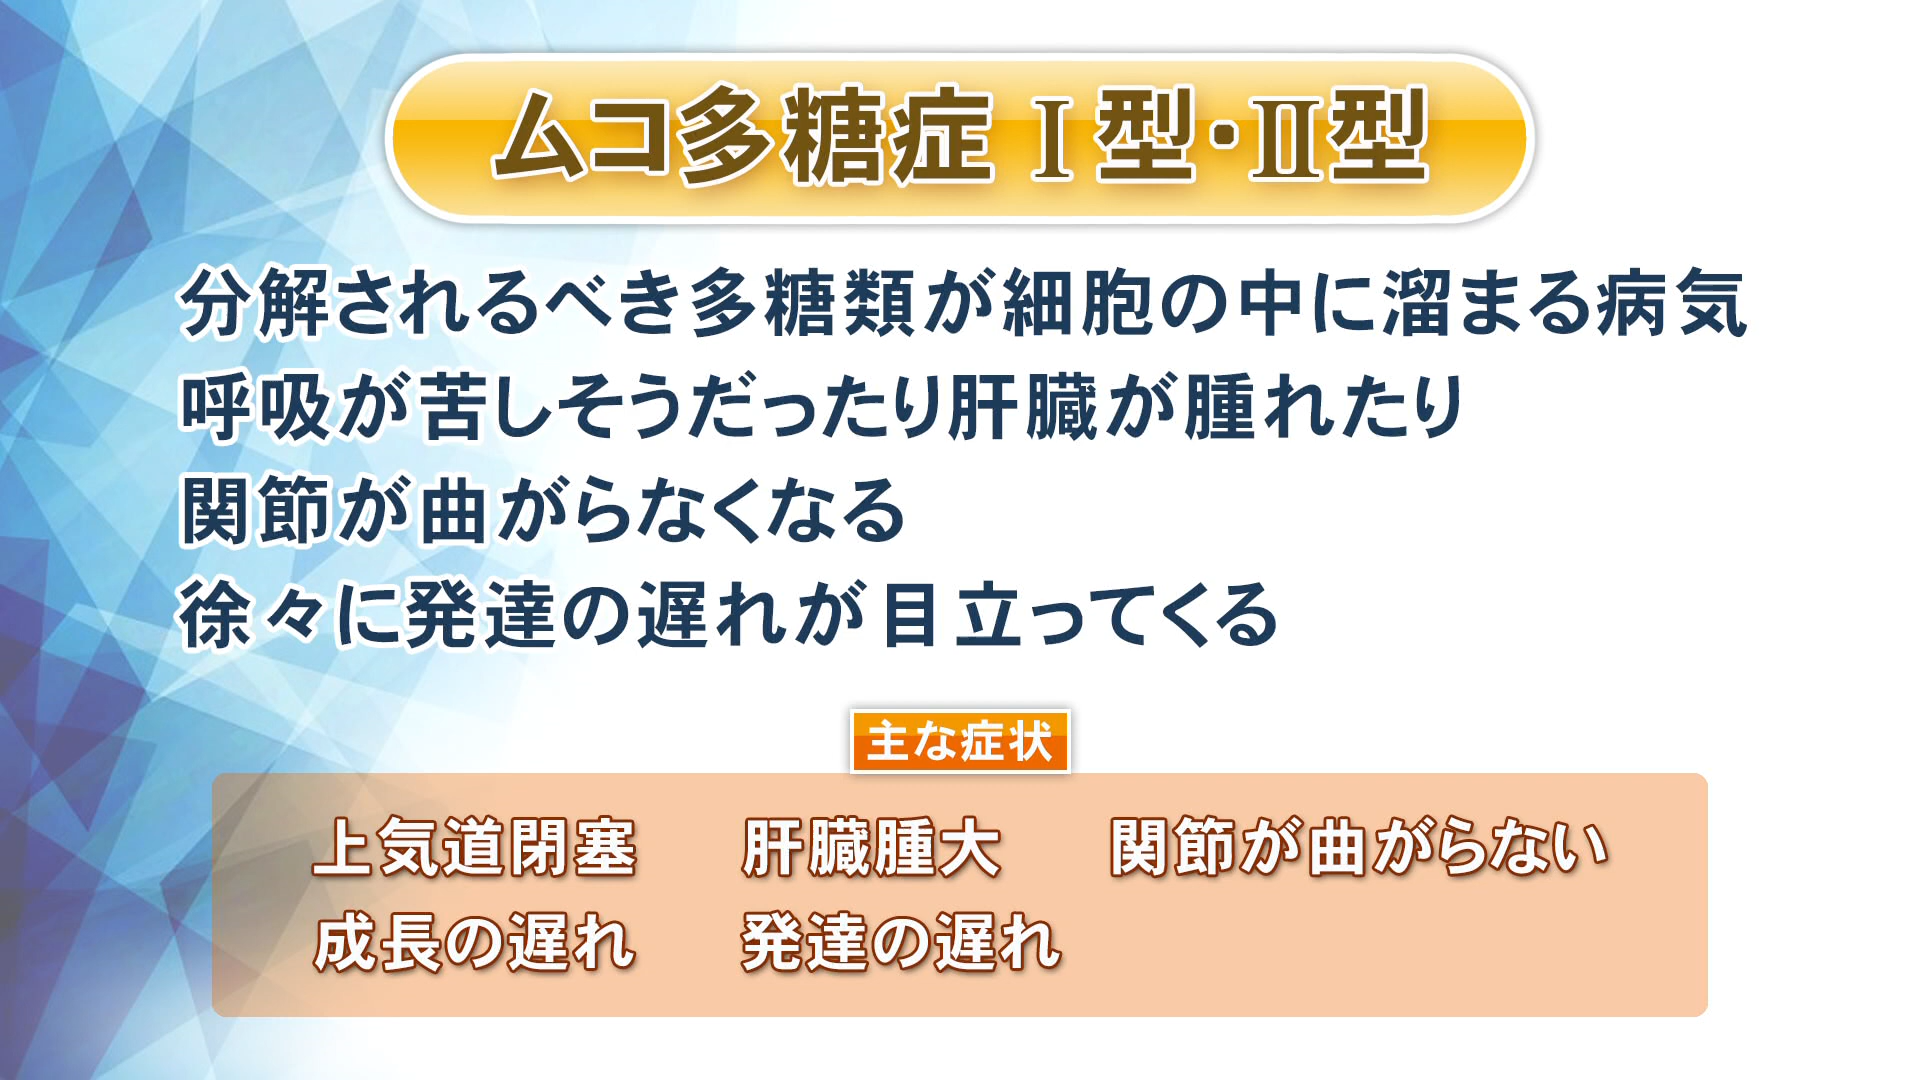 ムコ多糖症 Ⅰ型・Ⅱ型
分解されるべき多糖類が細胞の中に溜まる病気
呼吸が苦しそうだったり肝臓が腫れたり
関節が曲がらなくなる
徐々に発達の遅れが目立ってくる
主な症状
上気道閉塞 肝臓腫大 関節が曲がらない
成長の遅れ 発達の遅れ